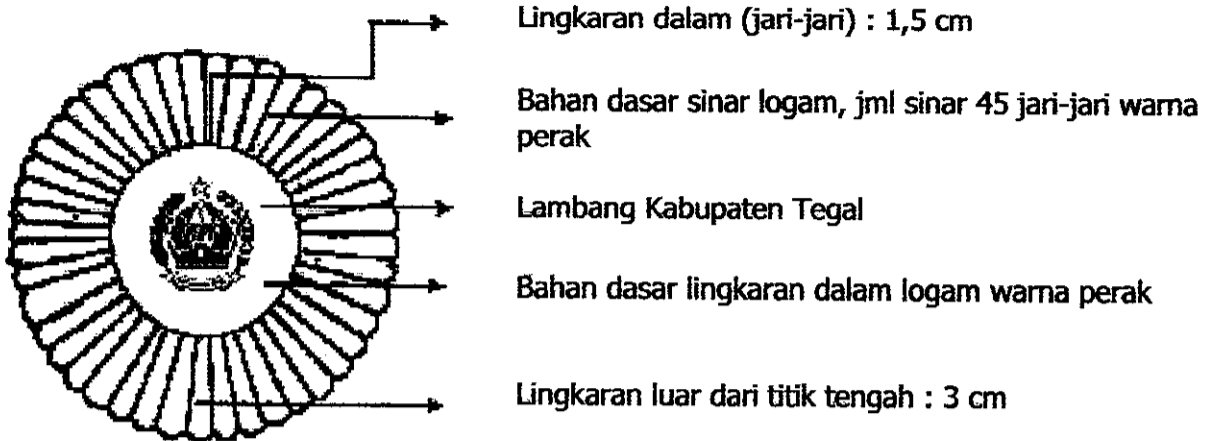 Lingkaran dalam (jari-jari) : 1,5 cm
Bahan dasar sinar logam, jml sinar 45 jari-jari warna
perak
Lambang Kabupaten Tegal
Bahan dasar lingkaran dalam logam warna perak
Lingkaran luar dari titik tengah : 3 cm